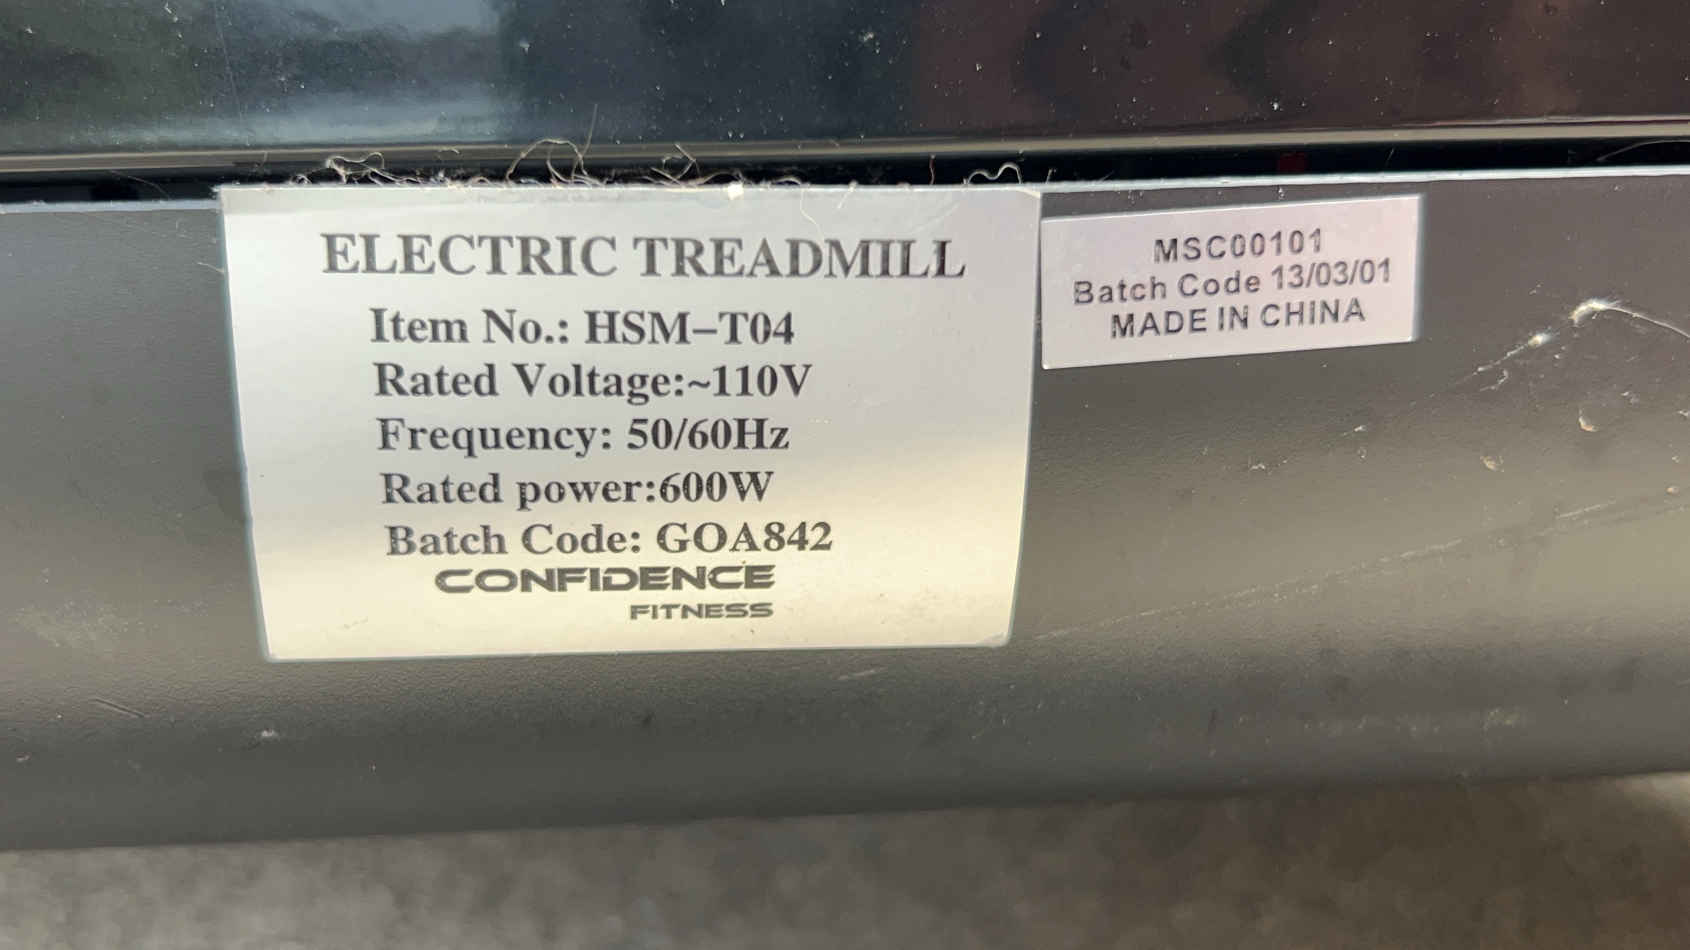 ELECTRIC TREADMILL
Item No.: HSM-T04
Rated Voltage:~110V
Frequency: 50/60Hz
Rated power:600W
Batch Code: GOA842
CONFIDENCE
FITNESS
MSC00101
Batch Code 13/03/01
MADE IN CHINA